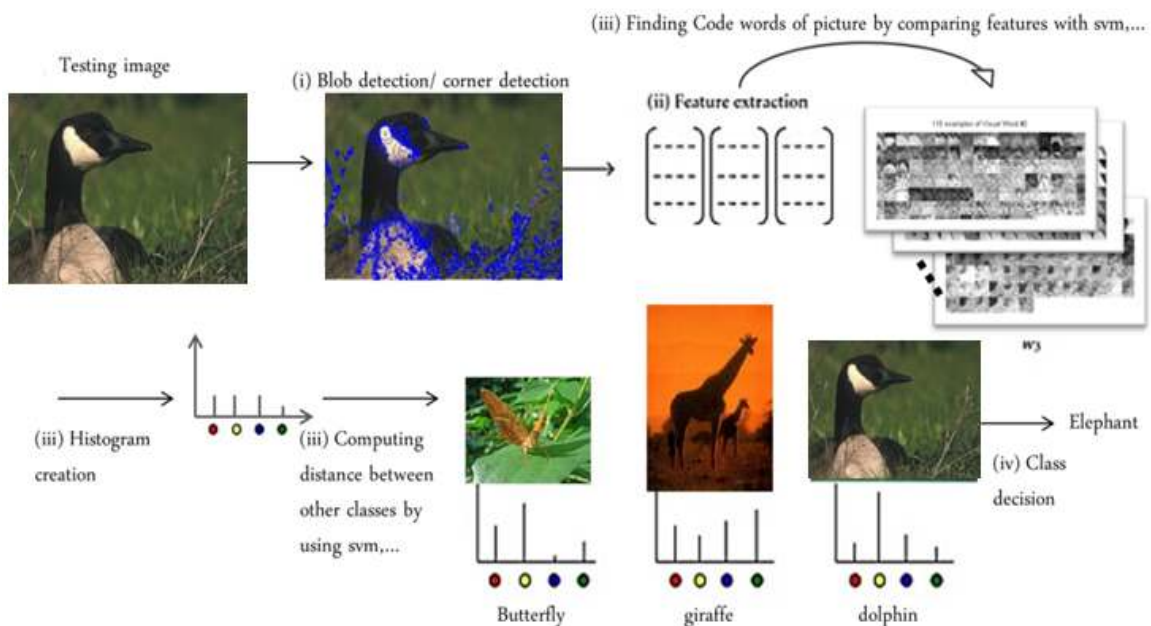 (iii) Finding Code words of picture by comparing features with svm,...
Testing image
(i) Blob detection/ corner detection
(ii) Feature extraction
w3
(iii) Histogram
creation
(iii) Computing
distance between
other classes by
using svm,...
Elephant
(iv) Class
decision
Butterfly
giraffe
dolphin